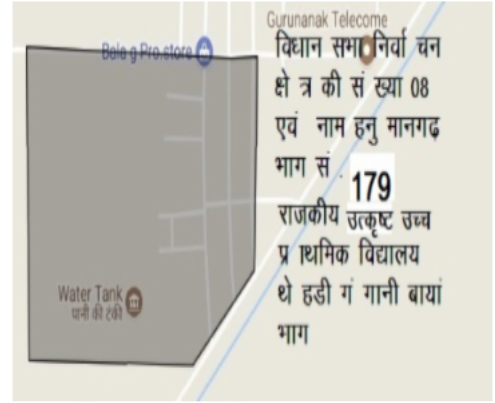 Gurunanak Telecome
Bala g Pro.store
विधान सभा निर्वा चन
क्षे त्र की सं ख्या 08
एवं नाम हनु मानगढ़
भाग सं .
179
राजकीय उत्कृष्ट उच्च
प्र ाथमिक विद्यालय
थे हडी गं गानी बायां
भाग
Water Tank
पानी की टंकी